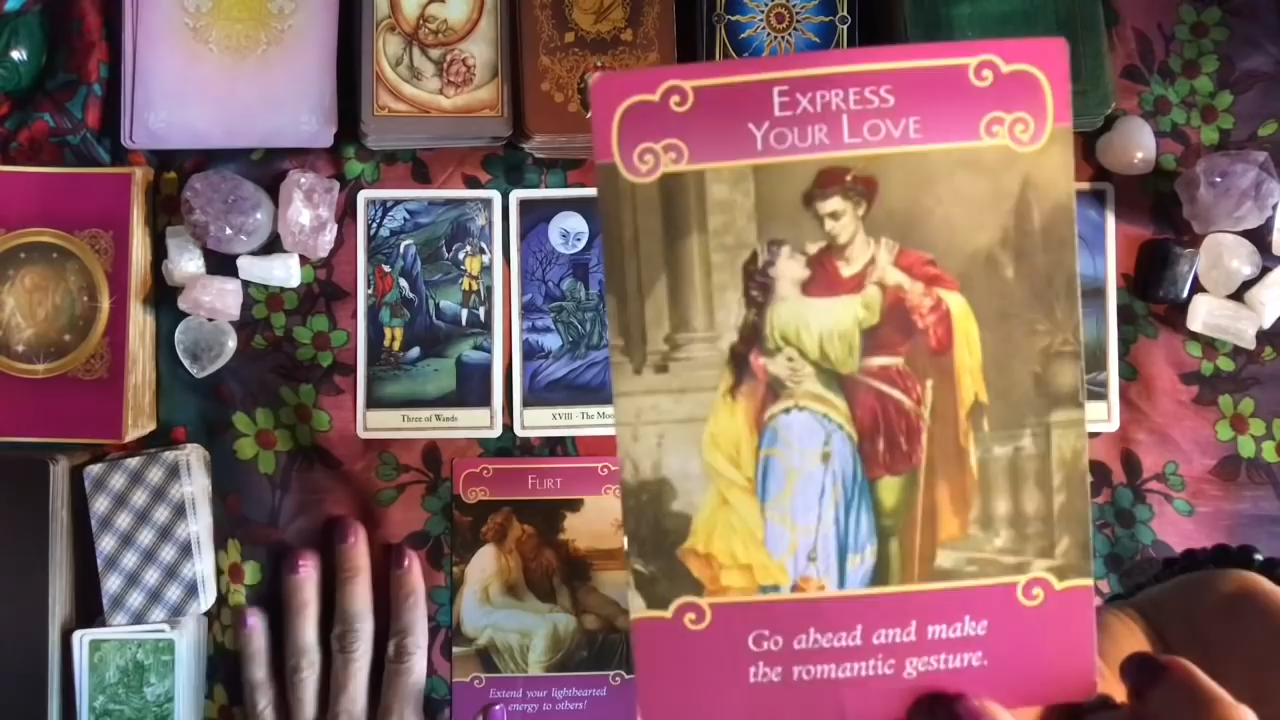 EXPRESS
YOUR LOVE
Three of Wands
XVIII - The Moo
FLIRT
Extend your lighthearted
energy to others!
Go ahead and make
the romantic gesture.